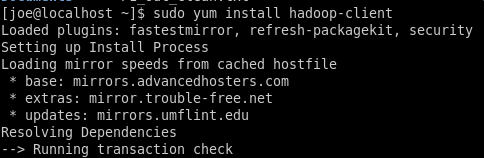 [joe@localhost ~]$ sudo yum install hadoop-client
Loaded plugins: fastestmirror, refresh-packagekit, security
Setting up Install Process
Loading mirror speeds from cached hostfile
 * base: mirrors.advancedhosters.com
 * extras: mirror.trouble-free.net
 * updates: mirrors.umflint.edu
Resolving Dependencies
--> Running transaction check